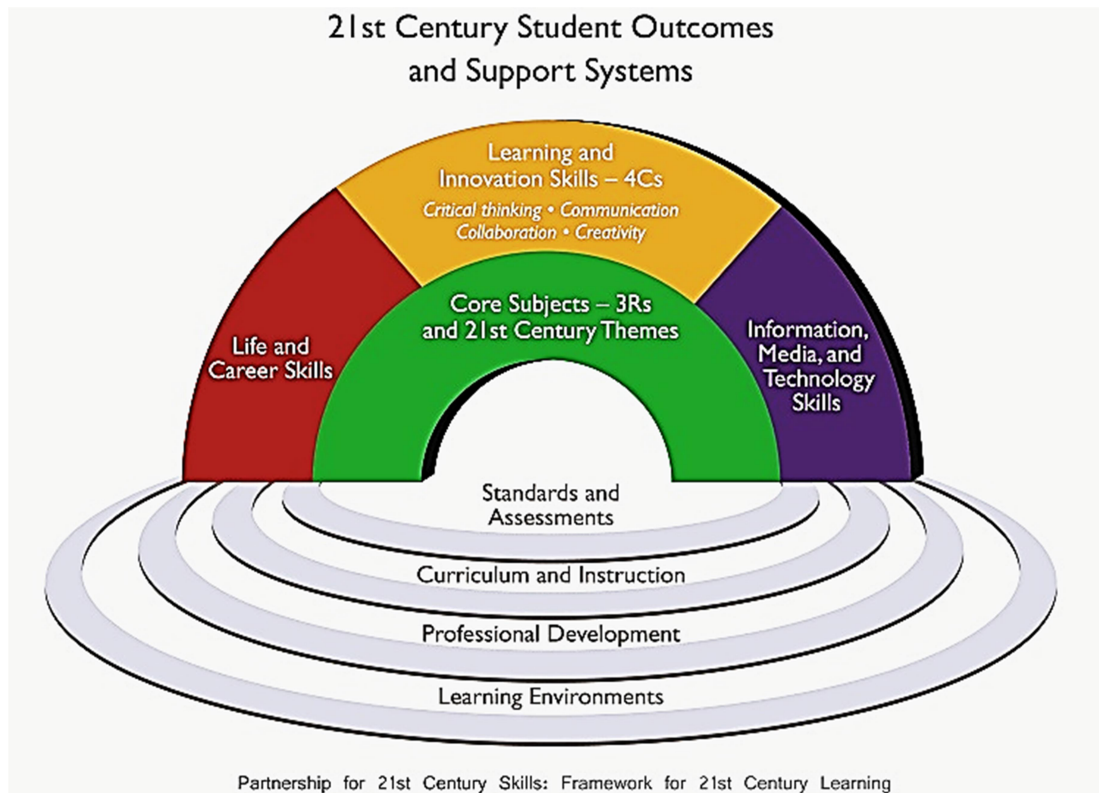 21st Century Student Outcomes
and Support Systems
Learning and
Innovation Skills – 4Cs
Critical thinking • Communication
Collaboration • Creativity
Core Subjects – 3Rs
and 21st Century Themes
Life and
Career Skills
Information,
Media, and
Technology
Skills
Standards and
Assessments
Curriculum and Instruction
Professional Development
Learning Environments
Partnership for 21st Century Skills: Framework for 21st Century Learning